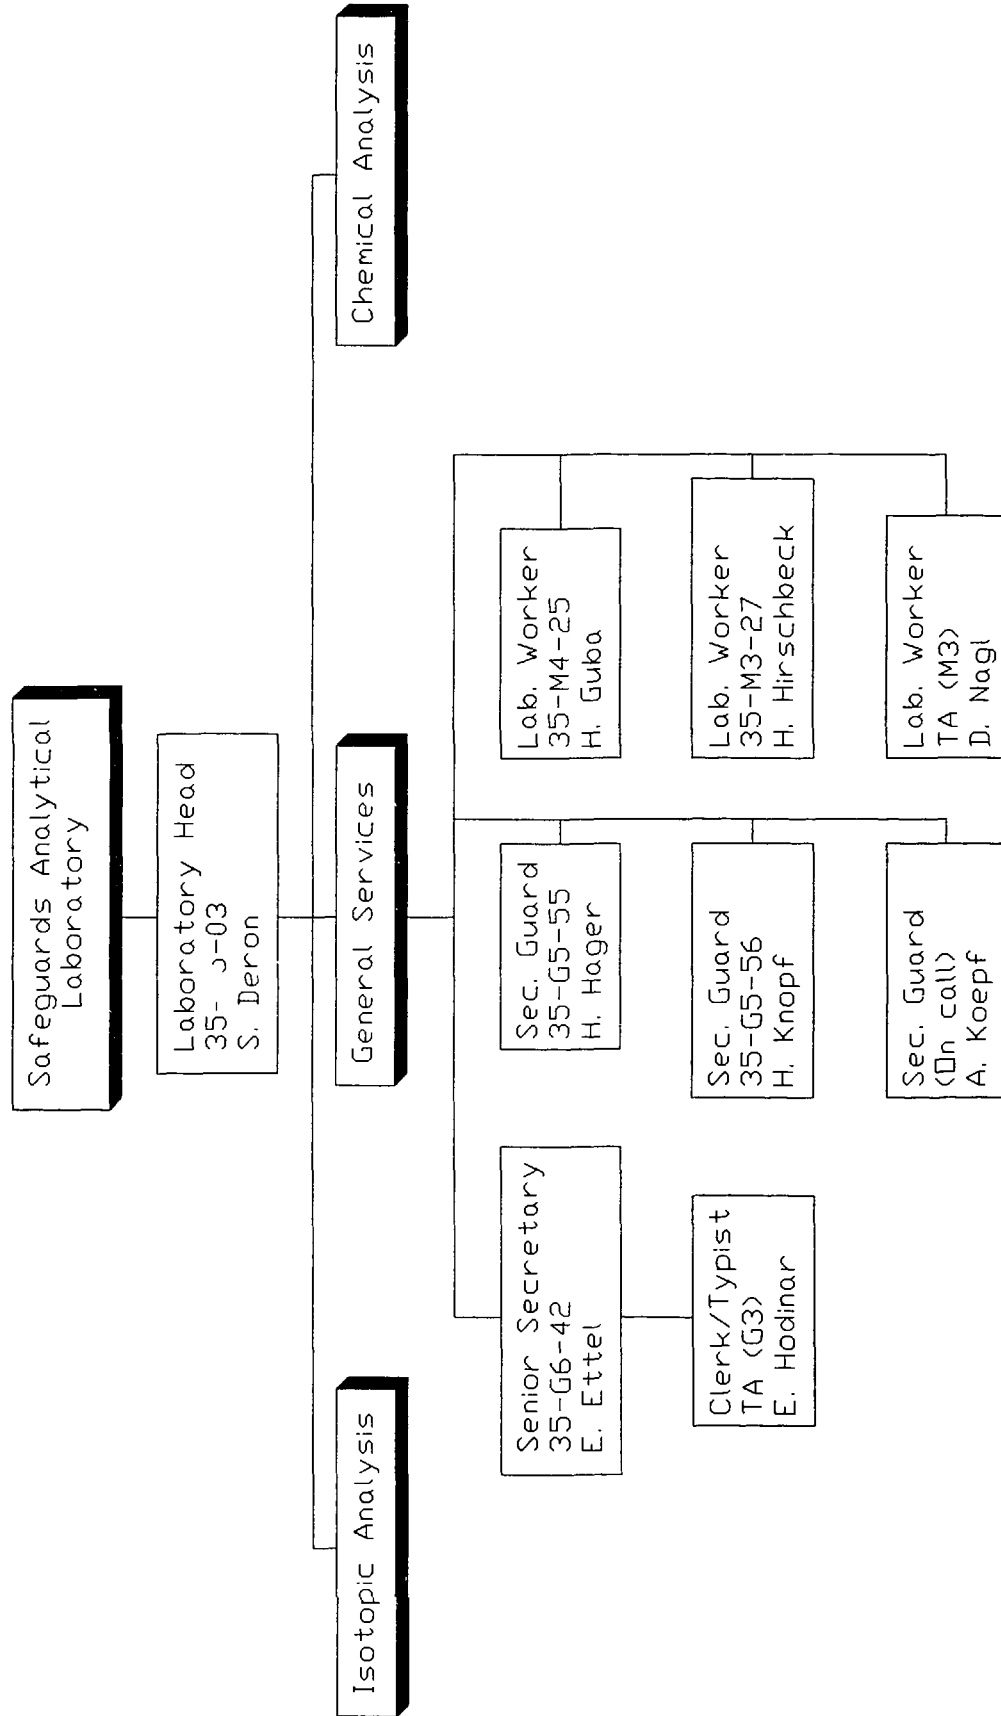 Safeguards Analytical
Laboratory
Laboratory Head
35- -03
S. Deron
Isotopic Analysis
General Services
Chemical Analysis
Senior Secretary
35-G6-42
E. Ettel
Sec. Guard
35-G5-55
H. Hager
Lab. Worker
35-M4-25
H. Guba
Clerk/Typist
TA (G3)
E. Hodinar
Sec. Guard
35-G5-56
H. Knopf
Lab. Worker
35-M3-27
H. Hirschbeck
Sec. Guard
(On call)
A. Koepf
Lab. Worker
TA (M3)
D. Nagl